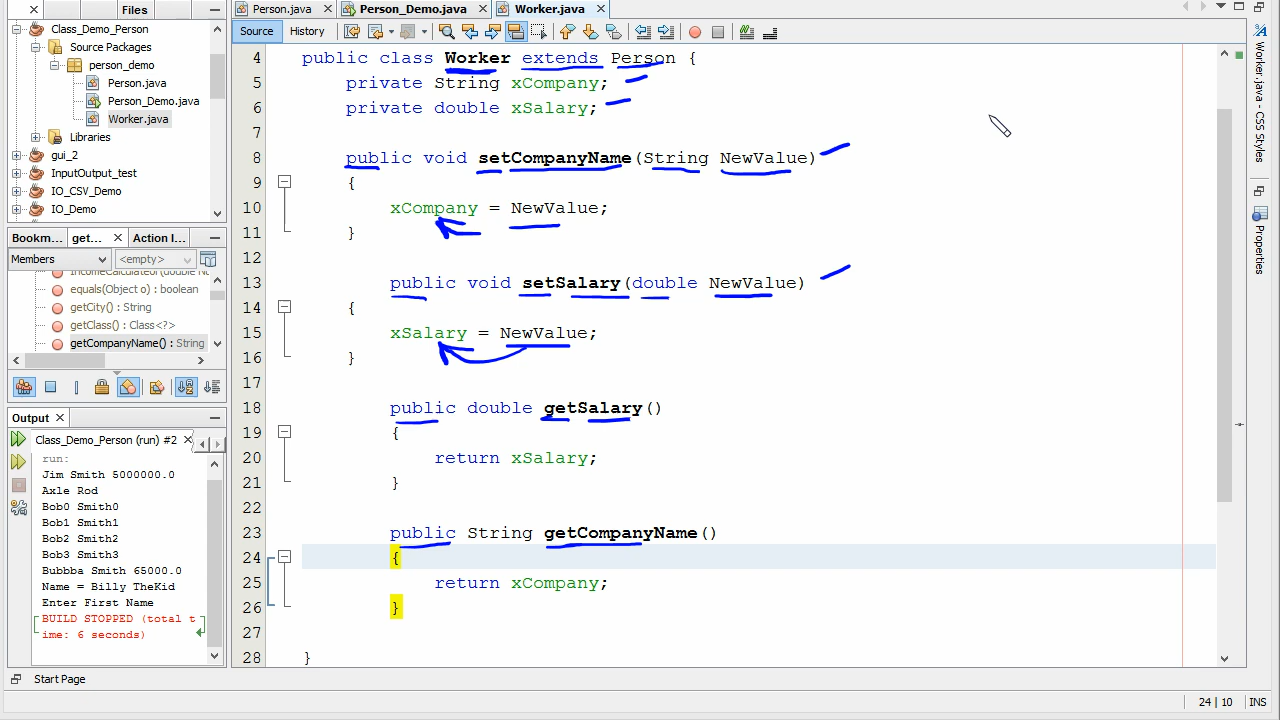 Files
Class_Demo_Person
Source Packages
person_demo
Person.java
Person_Demo.java
Worker.java
Libraries
gui_2
InputOutput_test
IO_CSV_Demo
IO_Demo
Bookm... get... Action I...
Members <empty>
equals(Object o) : boolean
getCity() : String
getClass() : Class<?>
getCompanyName() : String
Output
Class_Demo_Person (run) #2
run:
Jim Smith 5000000.0
Axle Rod
Bob0 Smith0
Bob1 Smith1
Bob2 Smith2
Bob3 Smith3
Bubbba Smith 65000.0
Name = Billy TheKid
Enter First Name
BUILD STOPPED (total t
ime: 6 seconds)
Start Page
Person.java Person_Demo.java Worker.java
Source History
4 public class Worker extends Person {
5 private String xCompany;
6 private double xSalary;
7
8 public void setCompanyName(String NewValue)
9 {
10 xCompany = NewValue;
11 }
12
13 public void setSalary(double NewValue)
14 {
15 xSalary = NewValue;
16 }
17
18 public double getSalary()
19 {
20 return xSalary;
21 }
22
23 public String getCompanyName()
24 {
25 return xCompany;
26 }
27
28 }
Worker.java - CSS Styles
Properties
24 | 10 INS